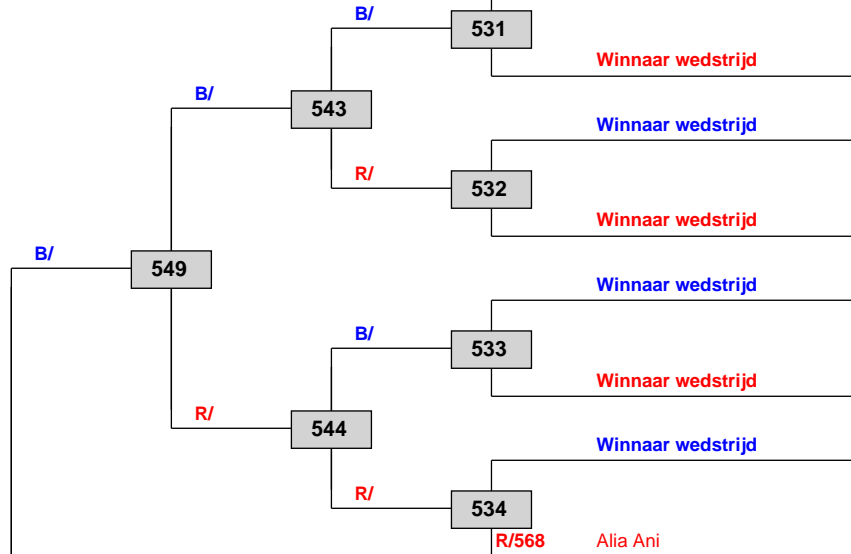 B/
531
Winnaar wedstrijd
B/
543
Winnaar wedstrijd
R/
532
Winnaar wedstrijd
B/
549
Winnaar wedstrijd
B/
533
Winnaar wedstrijd
R/
544
Winnaar wedstrijd
R/
534
R/568 Alia Ani